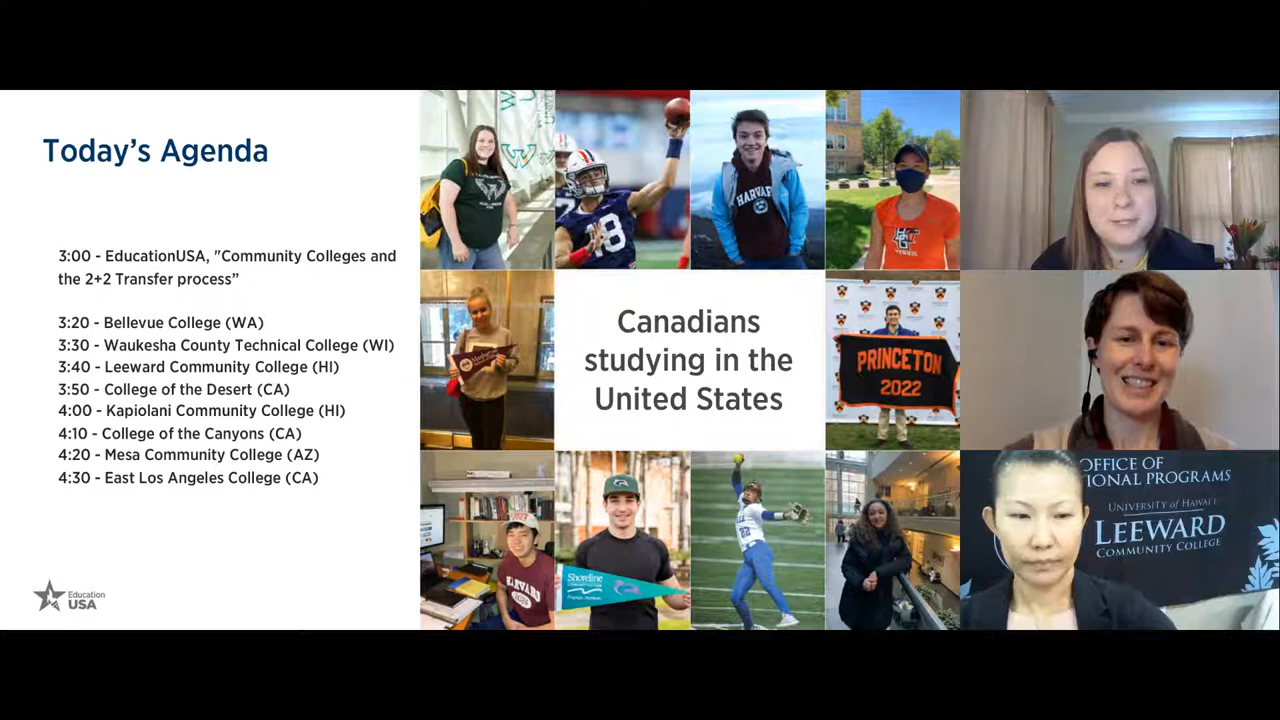 Today's Agenda
3:00 - EducationUSA, "Community Colleges and
the 2+2 Transfer process”
3:20 - Bellevue College (WA)
3:30 - Waukesha County Technical College (WI)
3:40 - Leeward Community College (HI)
3:50 - College of the Desert (CA)
4:00 - Kapiolani Community College (HI)
4:10 - College of the Canyons (CA)
4:20 - Mesa Community College (AZ)
4:30 - East Los Angeles College (CA)
Education
USA
18
HARVARD
Canadians
studying in the
United States
PRINCETON
2022
HARVARD
Shoreline
22
OFFICE OF
TIONAL PROGRAMS
UNIVERSITY OF HAWAI'I
LEEWARD
COMMUNITY COLLEGE